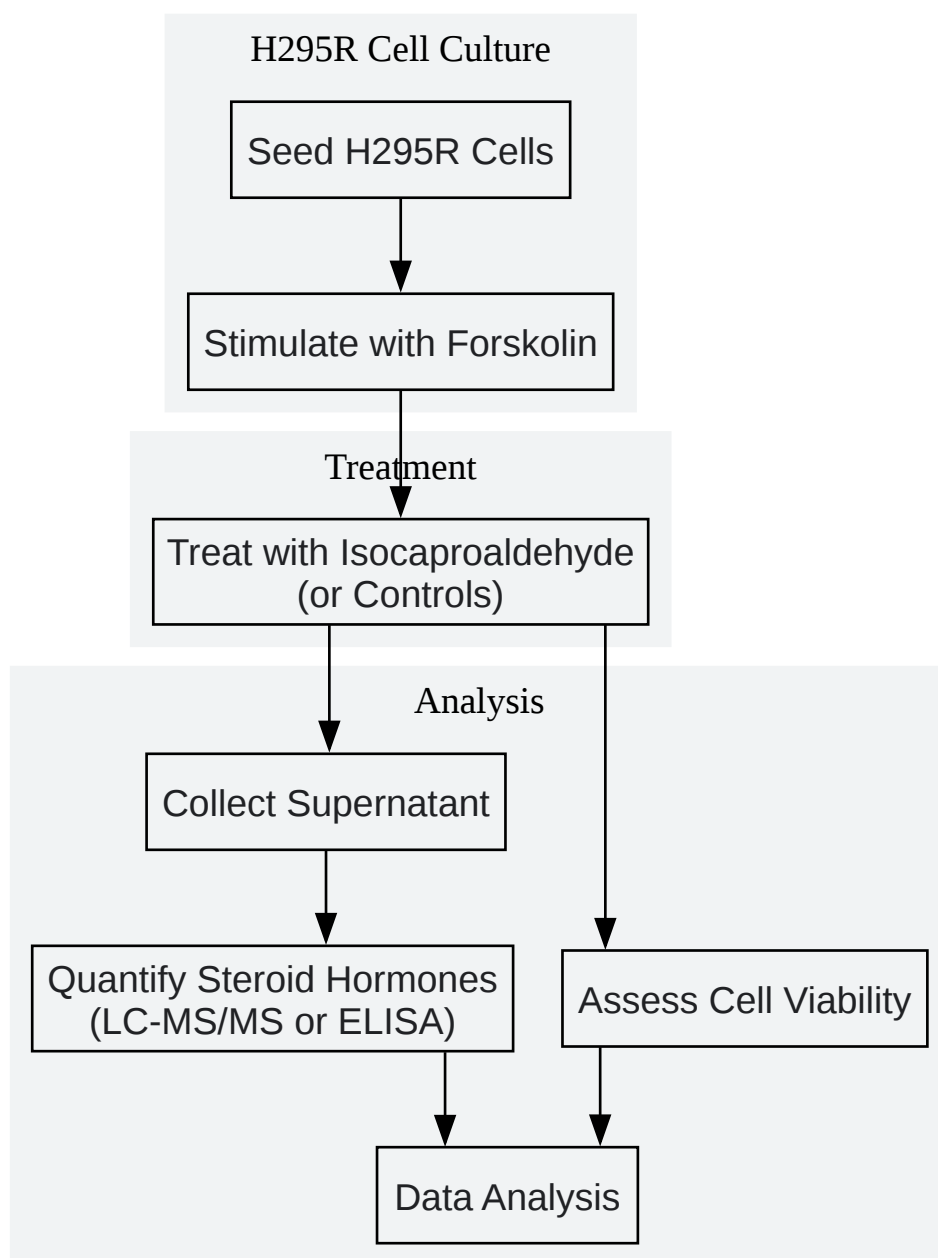 H295R Cell Culture
Seed H295R Cells
Stimulate with Forskolin
Treatment
Treat with Isocaproaldehyde
(or Controls)
Analysis
Collect Supernatant
Quantify Steroid Hormones
(LC-MS/MS or ELISA)
Assess Cell Viability
Data Analysis